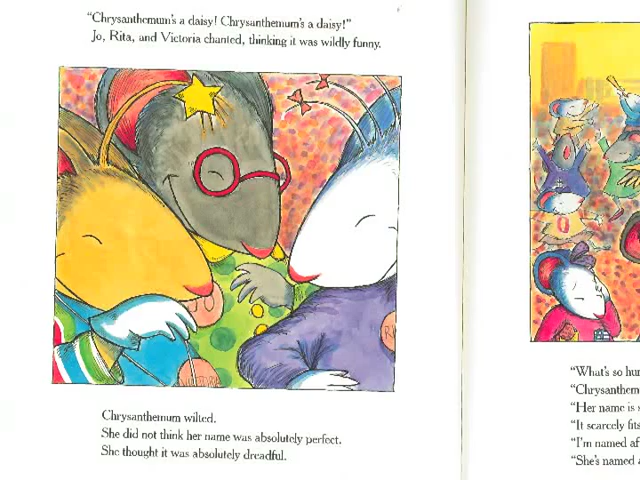 "Chrysanthemum's a daisy! Chrysanthemum's a daisy!"
Jo, Rita, and Victoria chanted, thinking it was wildly funny.
Chrysanthemum wilted.
She did not think her name was absolutely perfect.
She thought it was absolutely dreadful.
"What's so
"Chrysanthem
"Her name is
"It scarcely fits
"I'm named af
"She's named